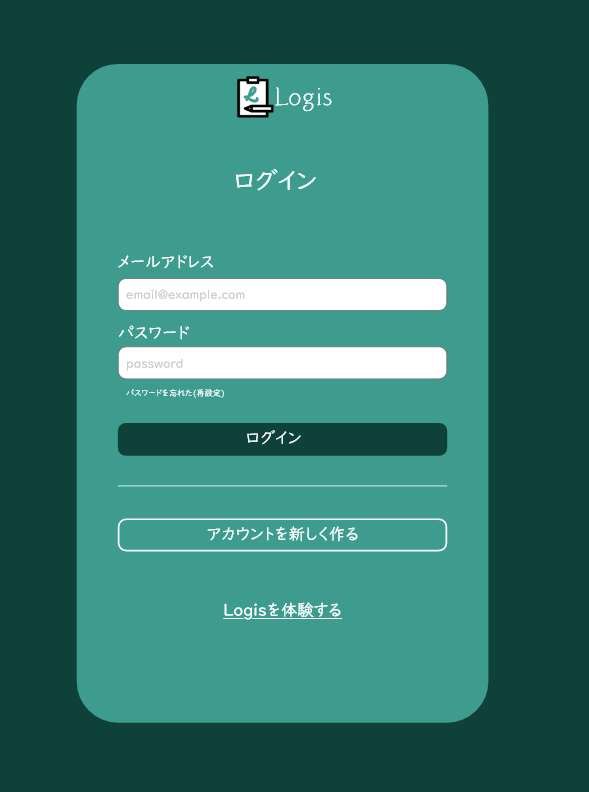 Logis
ログイン
メールアドレス
email@example.com
パスワード
password
パスワードを忘れた(再設定)
ログイン
アカウントを新しく作る
Logisを体験する